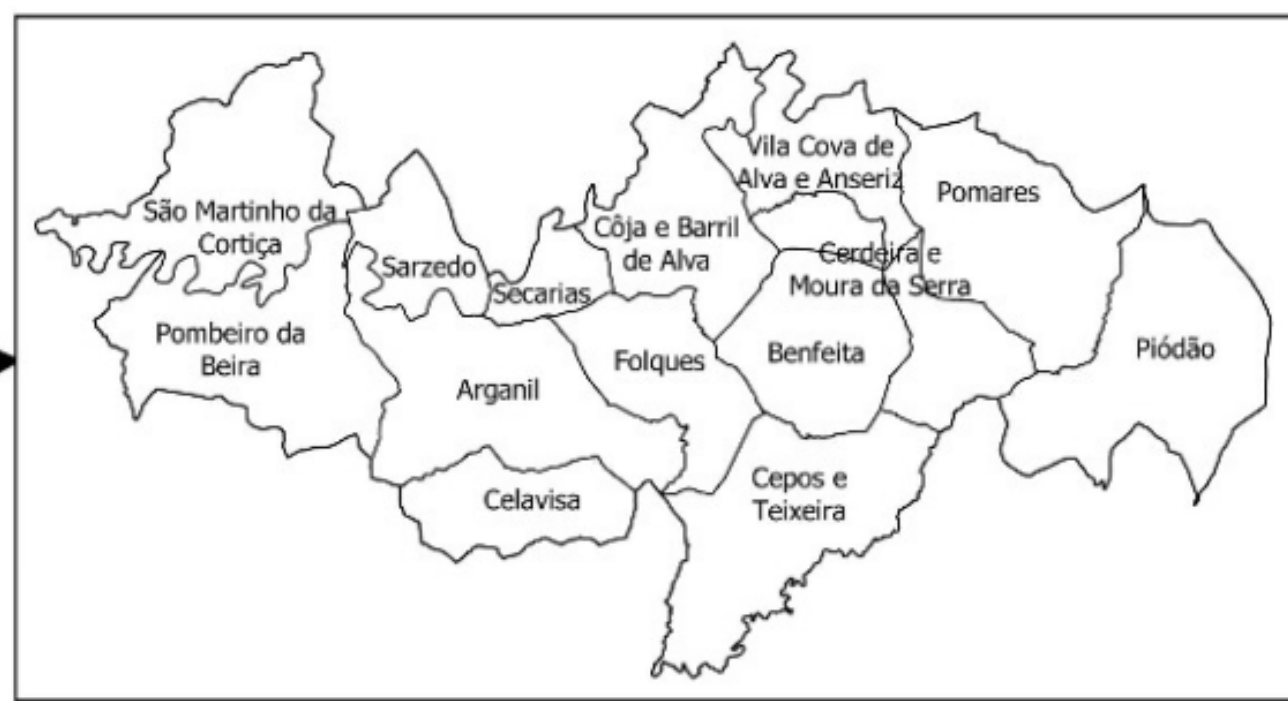 Vila Cova de
Alva e Anseriz
Pomares
São Martinho da
Cortiça
Côja e Barril
de Alva
Cerdeira e
Moura da Serra
Sarzedo
Secarias
Pombeiro da
Beira
Arganil
Folques
Benfeita
Piódão
Celavisa
Cepos e
Teixeira